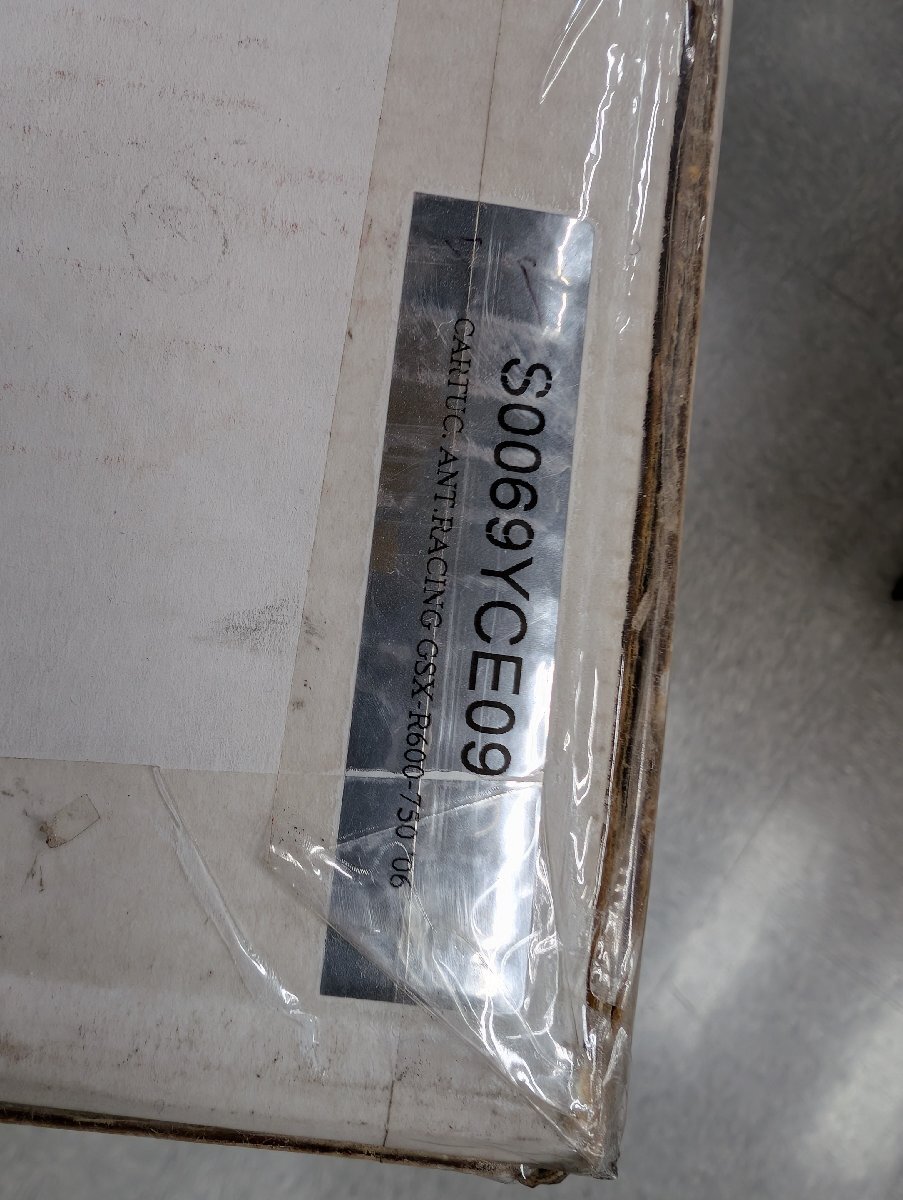 S0069YCE09
CARTUC. ANT.RACING GSX-R600-750 '06